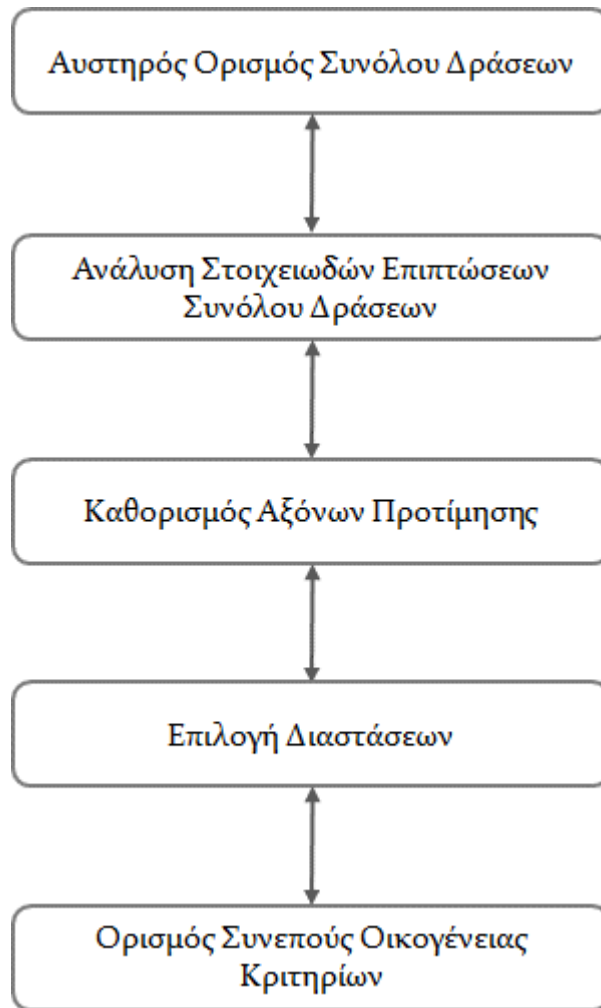 Αυστηρός Ορισμός Συνόλου Δράσεων
Ανάλυση Στοιχειωδών Επιπτώσεων
Συνόλου Δράσεων
Καθορισμός Αξόνων Προτίμησης
Επιλογή Διαστάσεων
Ορισμός Συνεπούς Οικογένειας
Κριτηρίων